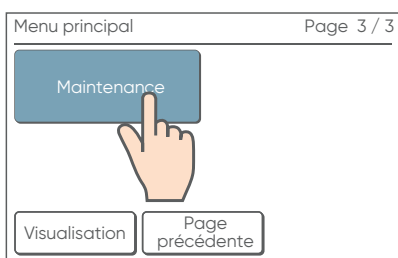 Menu principal Page 3 / 3
Maintenance
Visualisation
Page
précédente